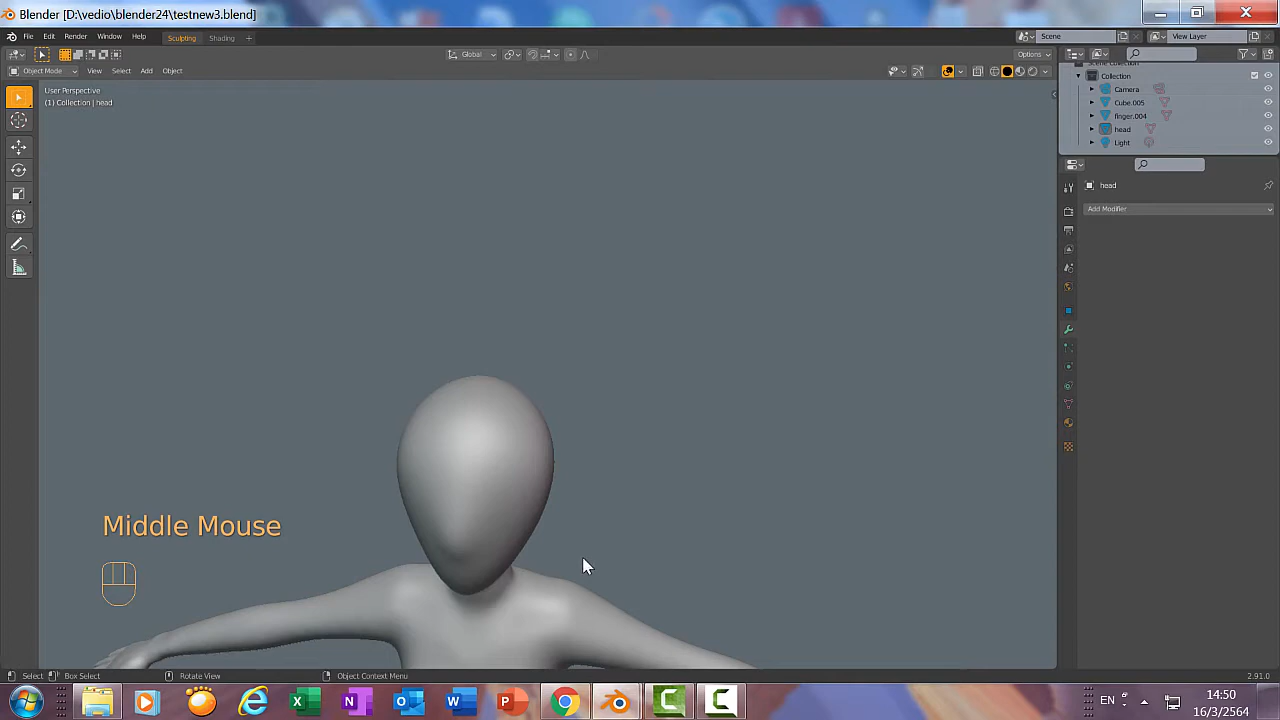 Blender [D:\vedio\blender24\testnew3.blend]
File Edit Render Window Help Sculpting Shading + Scene View Layer
Global Options
Object Mode View Select Add Object
User Perspective
(1) Collection | head
Collection
Camera
Cube.005
finger.004
head
Light
head
Add Modifier
Middle Mouse
Select Box Select Rotate View Object Context Menu 2.91.0
EN 14:50
16/3/2564